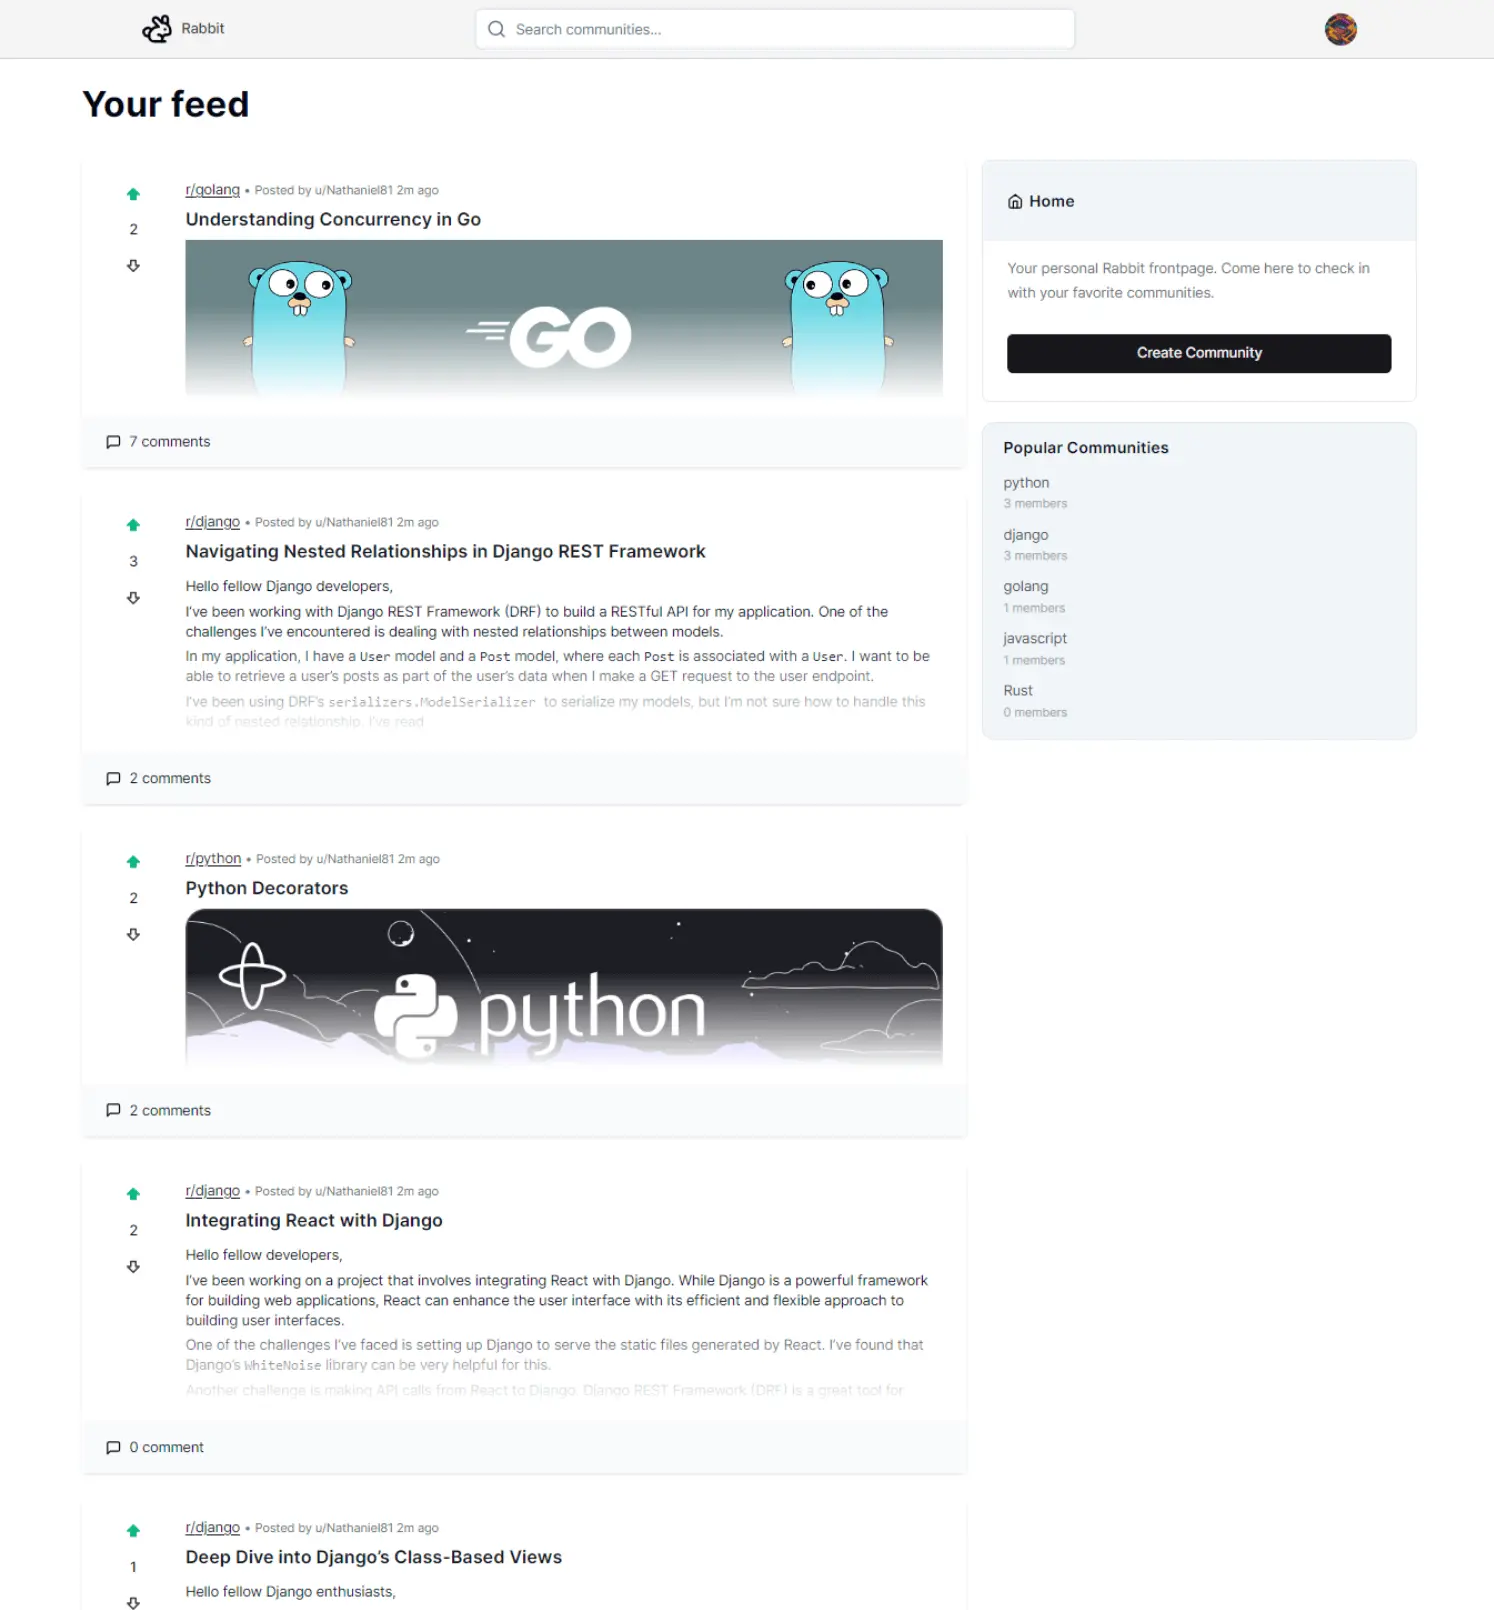 Rabbit
Search communities...
Your feed
r/golang • Posted by u/Nathaniel81 2m ago
2
Understanding Concurrency in Go
GO
7 comments
r/django • Posted by u/Nathaniel81 2m ago
3
Navigating Nested Relationships in Django REST Framework
Hello fellow Django developers,
I've been working with Django REST Framework (DRF) to build a RESTful API for my application. One of the
challenges I've encountered is dealing with nested relationships between models.
In my application, I have a User model and a Post model, where each Post is associated with a User. I want to be
able to retrieve a user's posts as part of the user's data when I make a GET request to the user endpoint.
I've been using DRF's serializers.ModelSerializer to serialize my models, but I'm not sure how to handle this
kind of nested relationship. I've read
2 comments
r/python • Posted by u/Nathaniel81 2m ago
2
Python Decorators
python
2 comments
r/django • Posted by u/Nathaniel81 2m ago
2
Integrating React with Django
Hello fellow developers,
I've been working on a project that involves integrating React with Django. While Django is a powerful framework
for building web applications, React can enhance the user interface with its efficient and flexible approach to
building user interfaces.
One of the challenges I've faced is setting up Django to serve the static files generated by React. I've found that
Django's WhiteNoise library can be very helpful for this.
Another challenge is making API calls from React to Django. Django REST Framework (DRF) is a great tool for
0 comment
r/django • Posted by u/Nathaniel81 2m ago
1
Deep Dive into Django's Class-Based Views
Hello fellow Django enthusiasts,
Home
Your personal Rabbit frontpage. Come here to check in
with your favorite communities.
Create Community
Popular Communities
python
3 members
django
3 members
golang
1 members
javascript
1 members
Rust
0 members